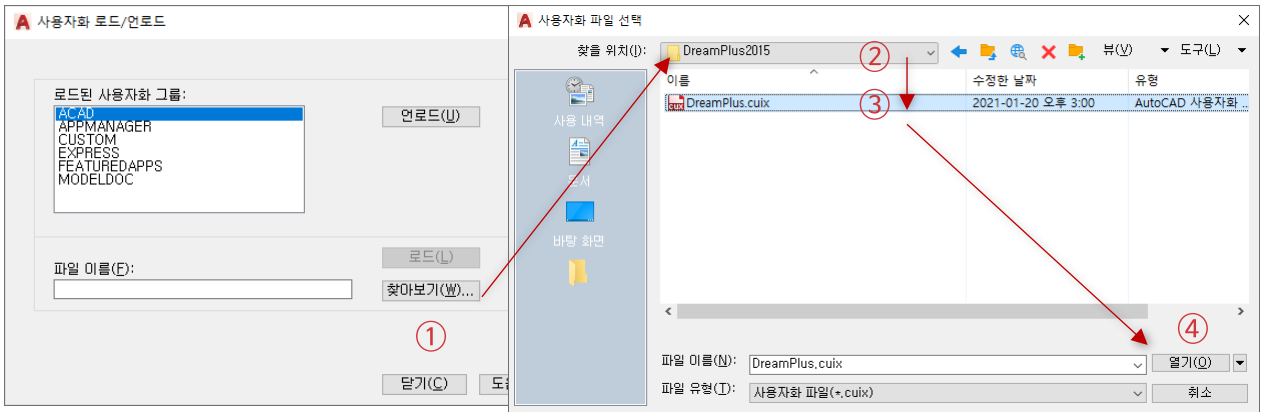 사용자화 로드/언로드
로드된 사용자화 그룹:
ACAD
APPMANAGER
CUSTOM
EXPRESS
FEATUREDAPPS
MODELDOC
언로드(U)
파일 이름(F):
로드(L)
찾아보기(W)...
①
닫기(C)
사용자화 파일 선택
찾을 위치(I):
DreamPlus2015
②
뷰(V)
도구(L)
이름
수정한 날짜
유형
DreamPlus.cuix
③
2021-01-20 오후 3:00
AutoCAD 사용자화 ..
사용 내역
문서
바탕 화면
④
파일 이름(N):
DreamPlus.cuix
열기(O)
파일 유형(T):
사용자화 파일(*.cuix)
취소